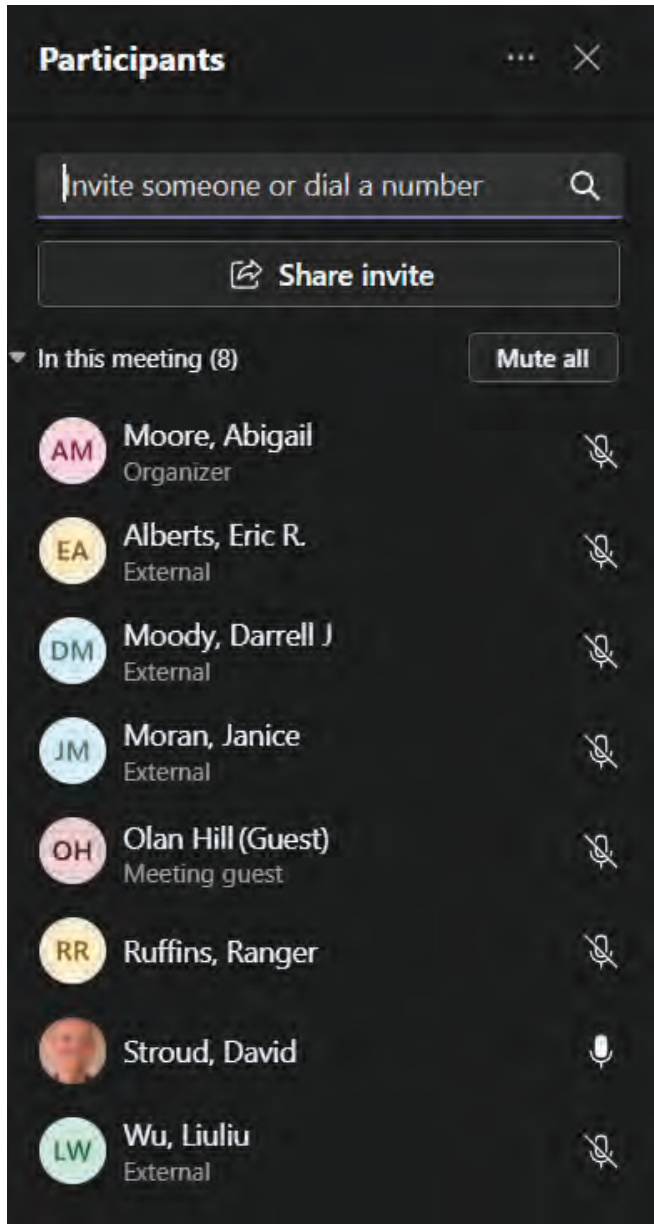 Participants
Invite someone or dial a number
Share invite
In this meeting (8)
Mute all
AM
Moore, Abigail
Organizer
EA
Alberts, Eric R.
External
DM
Moody, Darrell J
External
JM
Moran, Janice
External
OH
Olan Hill (Guest)
Meeting guest
RR
Ruffins, Ranger
Stroud, David
LW
Wu, Liuliu
External